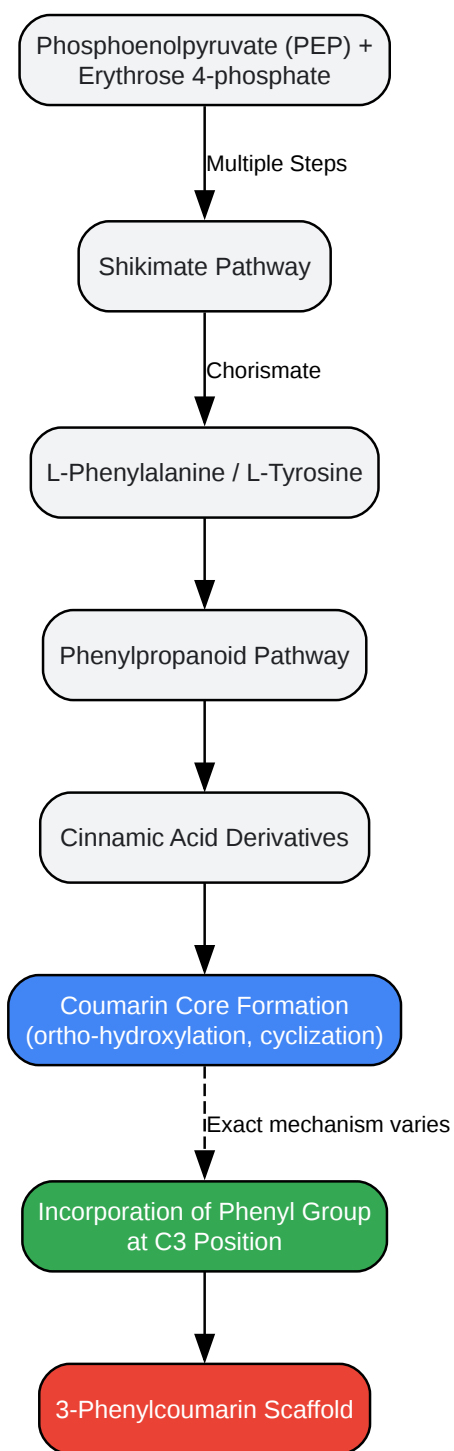 Phosphoenolpyruvate (PEP) +
Erythrose 4-phosphate
Multiple Steps
Shikimate Pathway
Chorismate
L-Phenylalanine / L-Tyrosine
Phenylpropanoid Pathway
Cinnamic Acid Derivatives
Coumarin Core Formation
(ortho-hydroxylation, cyclization)
Exact mechanism varies
Incorporation of Phenyl Group
at C3 Position
3-Phenylcoumarin Scaffold